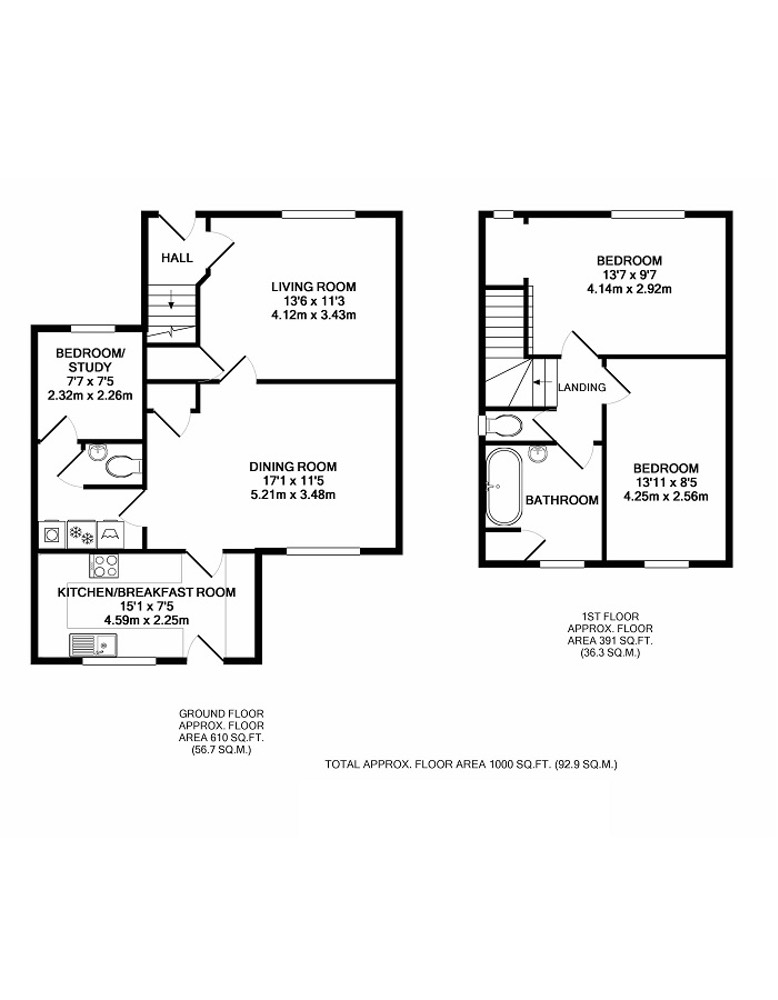 HALL
LIVING ROOM
13'6 x 11'3
4.12m x 3.43m
BEDROOM/
STUDY
7'7 x 7'5
2.32m x 2.26m
DINING ROOM
17'1 x 11'5
5.21m x 3.48m
KITCHEN/BREAKFAST ROOM
15'1 x 7'5
4.59m x 2.25m
GROUND FLOOR
APPROX. FLOOR
AREA 610 SQ.FT.
(56.7 SQ.M.)
BEDROOM
13'7 x 9'7
4.14m x 2.92m
LANDING
BEDROOM
13'11 x 8'5
4.25m x 2.56m
BATHROOM
1ST FLOOR
APPROX. FLOOR
AREA 391 SQ.FT.
(36.3 SQ.M.)
TOTAL APPROX. FLOOR AREA 1000 SQ.FT. (92.9 SQ.M.)